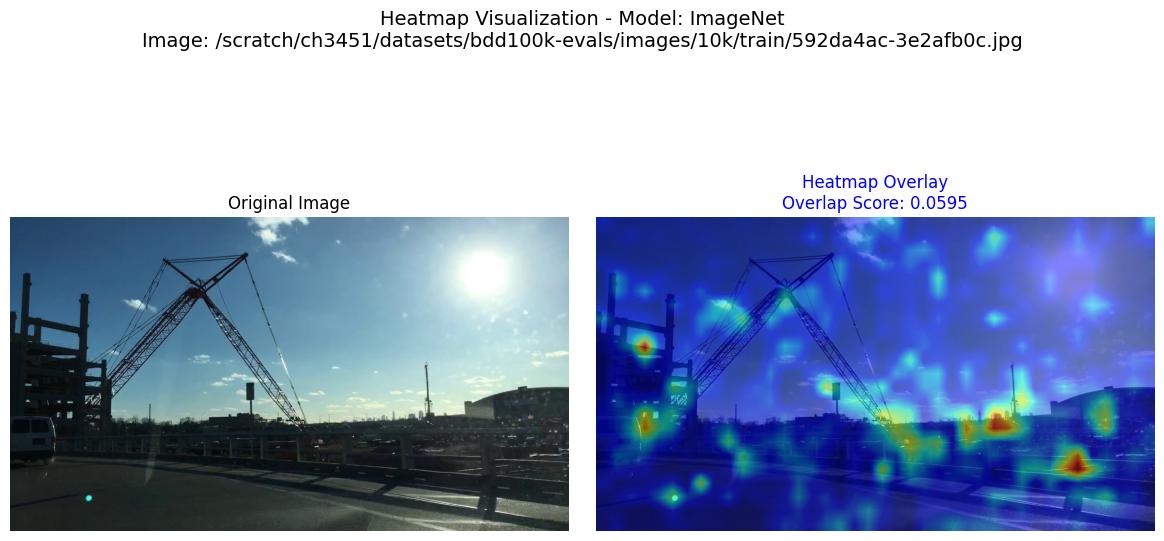 Heatmap Visualization - Model: ImageNet
Image: /scratch/ch3451/datasets/bdd100k-evals/images/10k/train/592da4ac-3e2afb0c.jpg
Original Image
Heatmap Overlay
Overlap Score: 0.0595